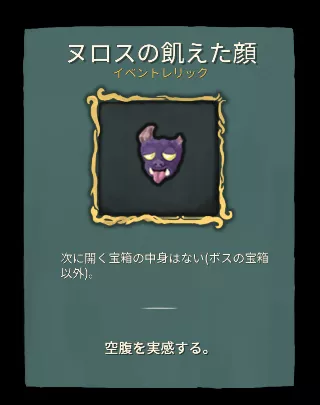 ヌロスの飢えた顔
イベントレリック
次に開く宝箱の中身はない(ボスの宝箱
以外)。
空腹を実感する。